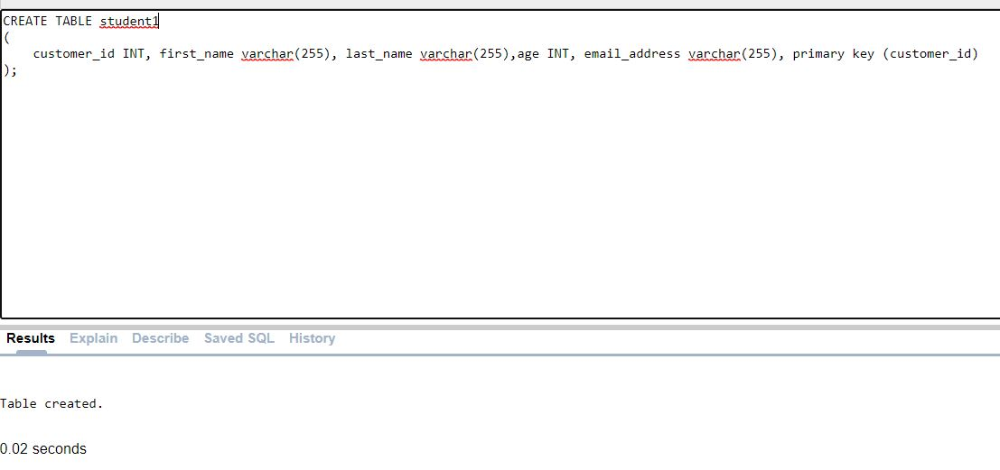 CREATE TABLE student1
(
    customer_id INT, first_name varchar(255), last_name varchar(255),age INT, email_address varchar(255), primary key (customer_id)
);
Results Explain Describe Saved SQL History
Table created.
0.02 seconds